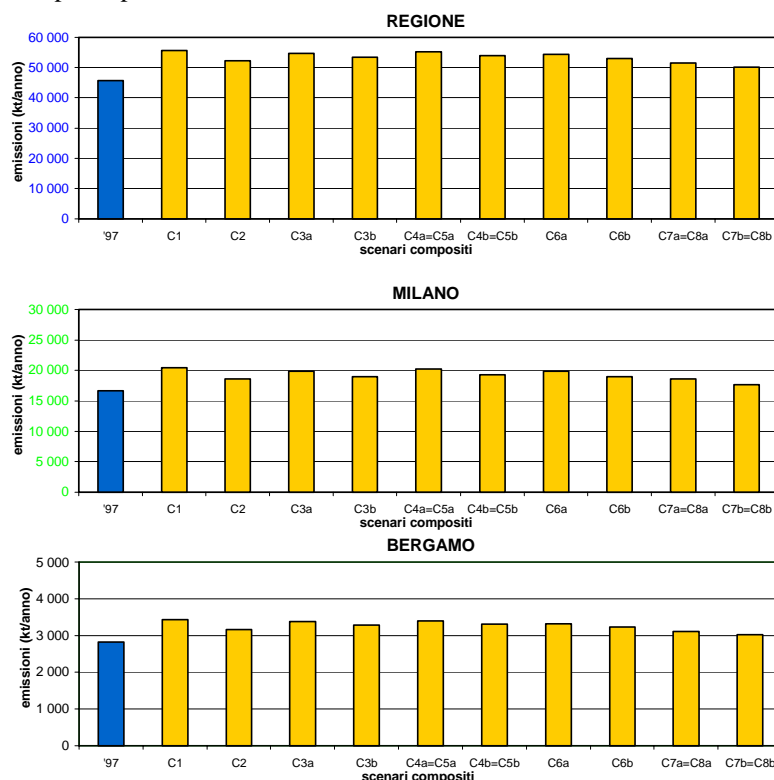 REGIONE
60 000
50 000
40 000
30 000
20 000
10 000
0
emissioni (kt/anno)
'97 C1 C2 C3a C3b C4a=C5a C4b=C5b C6a C6b C7a=C8a C7b=C8b
scenari compositi
MILANO
30 000
25 000
20 000
15 000
10 000
5 000
0
emissioni (kt/anno)
'97 C1 C2 C3a C3b C4a=C5a C4b=C5b C6a C6b C7a=C8a C7b=C8b
scenari compositi
BERGAMO
5 000
4 000
3 000
2 000
1 000
0
emissioni (kt/anno)
'97 C1 C2 C3a C3b C4a=C5a C4b=C5b C6a C6b C7a=C8a C7b=C8b
scenari compositi